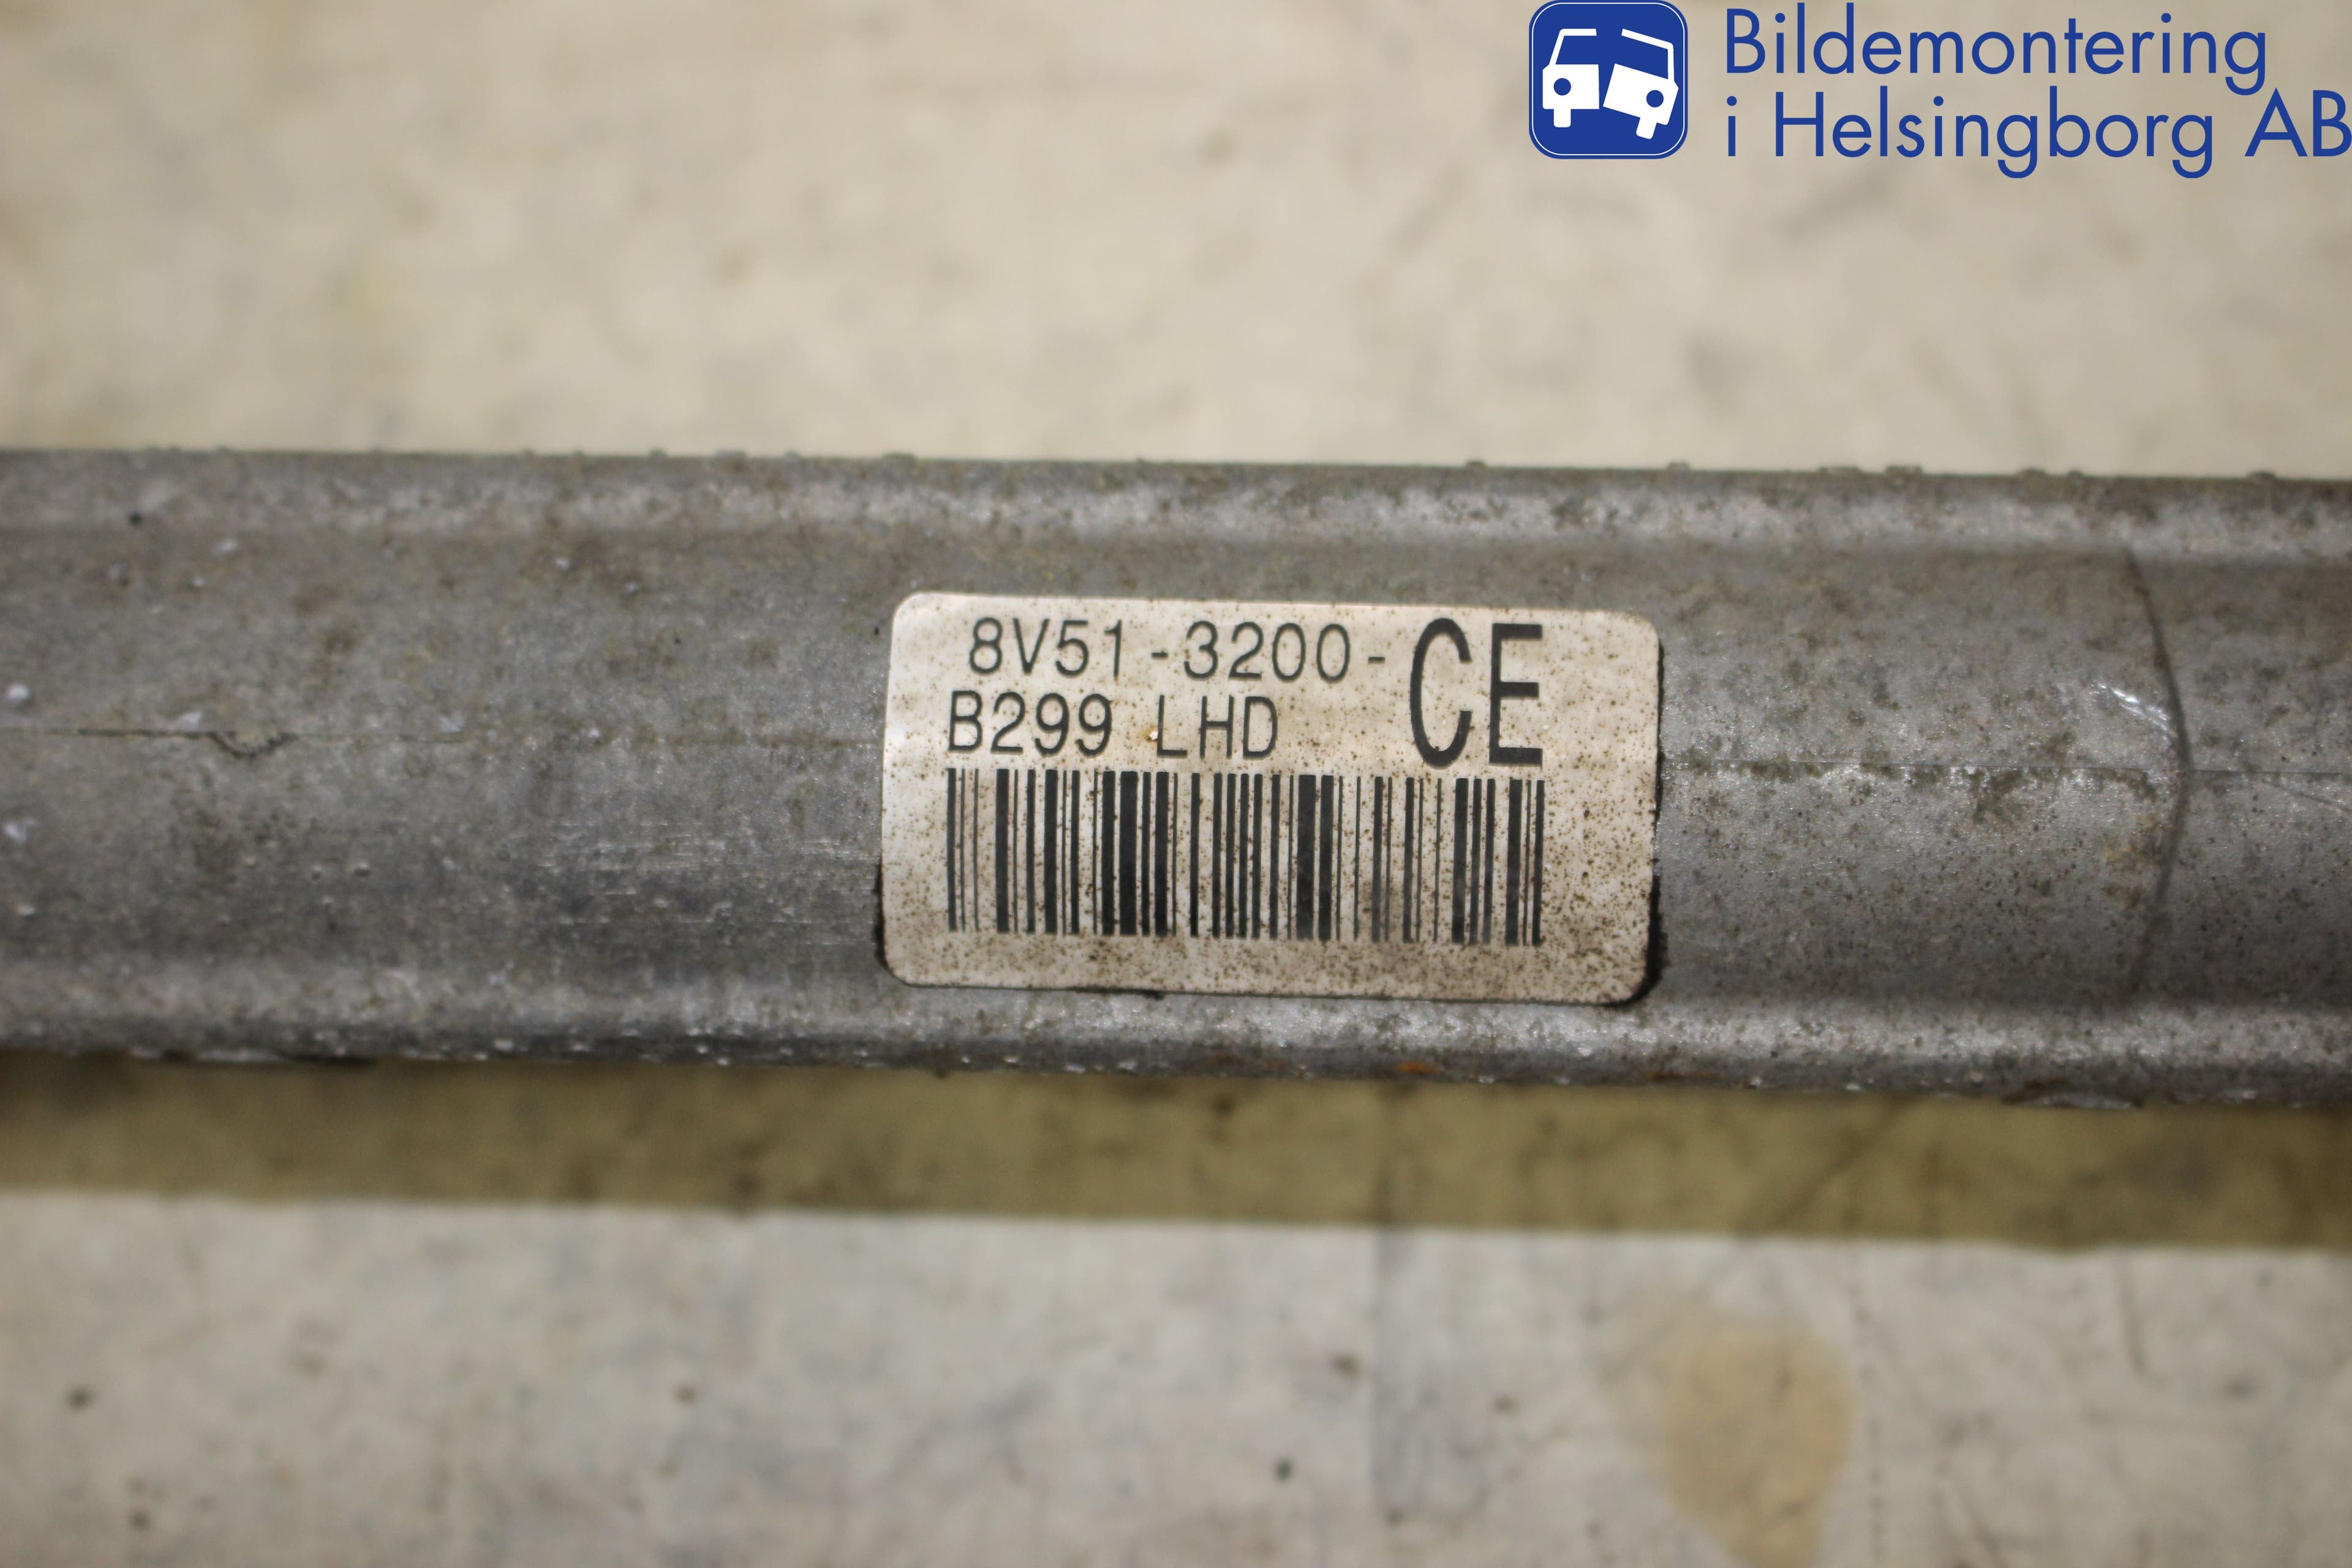 Bildemontering
i Helsingborg AB
8V51-3200-CE
B299 LHD